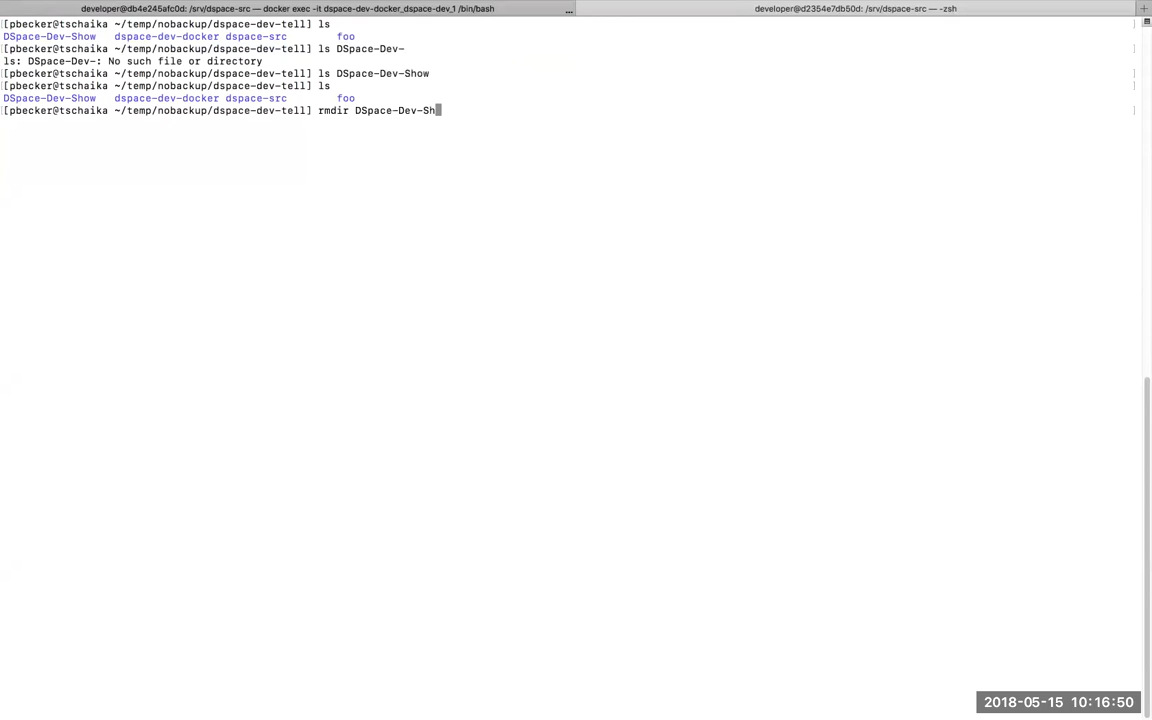 developer@db4e245afc0d: /srv/dspace-src — docker exec -it dspace-dev-docker_dspace-dev_1 /bin/bash ... developer@d2354e7db50d: /srv/dspace-src — -zsh +
[pbecker@tschaika ~/temp/nobackup/dspace-dev-tell] ls
DSpace-Dev-Show dspace-dev-docker dspace-src foo
[pbecker@tschaika ~/temp/nobackup/dspace-dev-tell] ls DSpace-Dev-
ls: DSpace-Dev-: No such file or directory
[pbecker@tschaika ~/temp/nobackup/dspace-dev-tell] ls DSpace-Dev-Show
[pbecker@tschaika ~/temp/nobackup/dspace-dev-tell] ls
DSpace-Dev-Show dspace-dev-docker dspace-src foo
[pbecker@tschaika ~/temp/nobackup/dspace-dev-tell] rmdir DSpace-Dev-Sh
2018-05-15 10:16:50